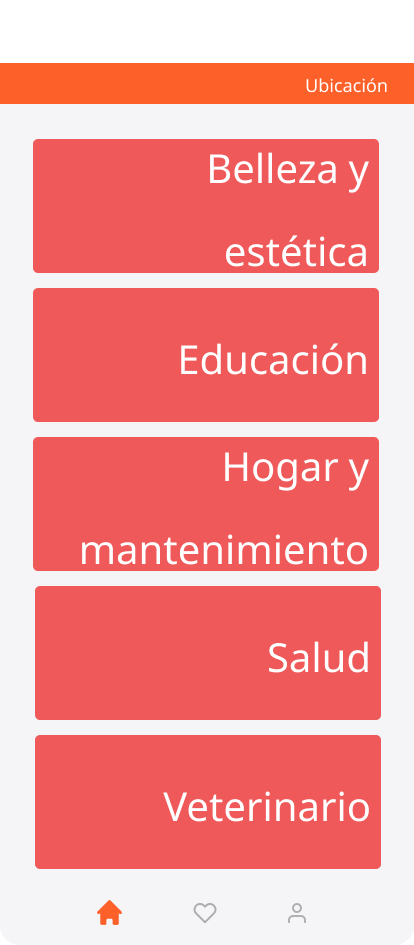 Ubicación
Belleza y
estética
Educación
Hogar y
mantenimiento
Salud
Veterinario